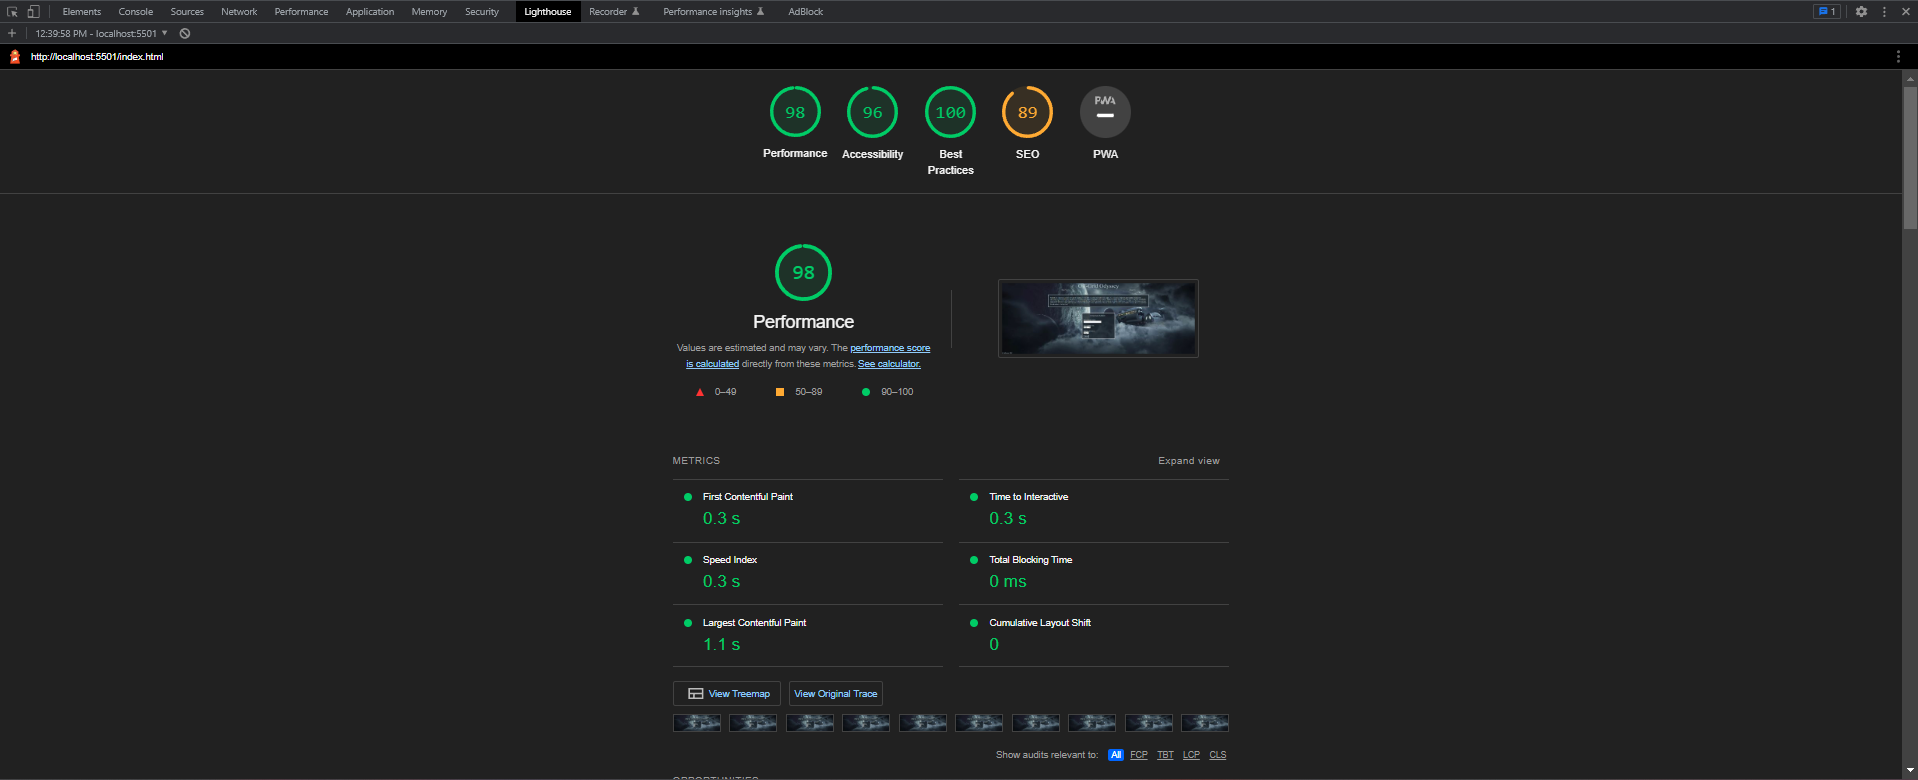 Elements Console Sources Network Performance Application Memory Security Lighthouse Recorder Performance insights AdBlock 1
12:39:58 PM - localhost:5501
http://localhost:5501/index.html
98 96 100 89 PWA
Performance Accessibility Best Practices SEO PWA
98
Performance
Values are estimated and may vary. The performance score
is calculated directly from these metrics. See calculator.
0–49 50–89 90–100
METRICS Expand view
First Contentful Paint
0.3 s
Time to Interactive
0.3 s
Speed Index
0.3 s
Total Blocking Time
0 ms
Largest Contentful Paint
1.1 s
Cumulative Layout Shift
0
View Treemap View Original Trace
Show audits relevant to: All FCP TBT LCP CLS
OPPORTUNITIES